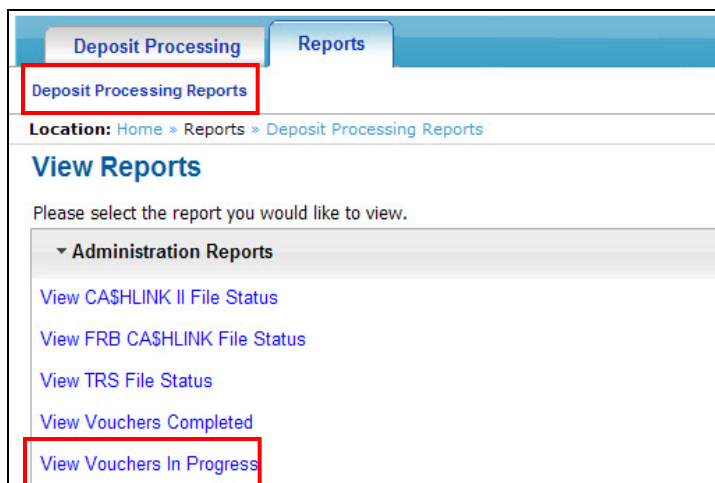 Deposit Processing Reports
Deposit Processing Reports
Location: Home » Reports » Deposit Processing Reports
View Reports
Please select the report you would like to view.
Administration Reports
View CA$HLINK II File Status
View FRB CA$HLINK File Status
View TRS File Status
View Vouchers Completed
View Vouchers In Progress